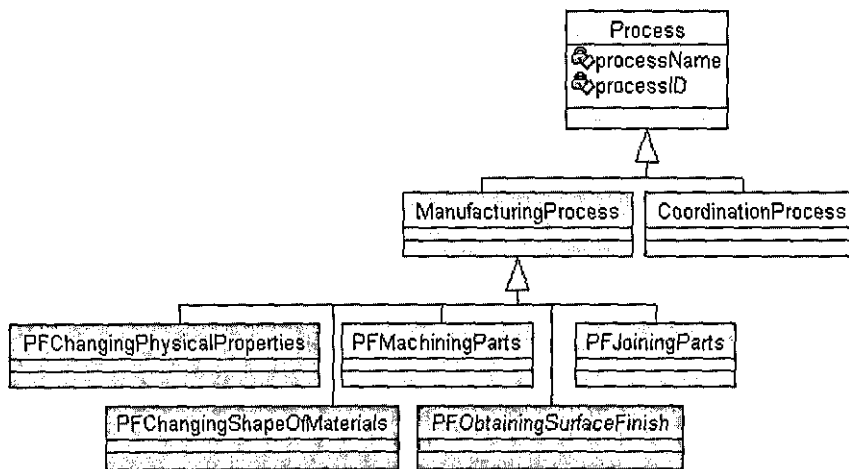 Process
processName
processID
ManufacturingProcess
CoordinationProcess
PFChangingPhysicalProperties
PFMachiningParts
PFJoiningParts
PFChangingShapeOfMaterials
PFObtainingSurfaceFinish